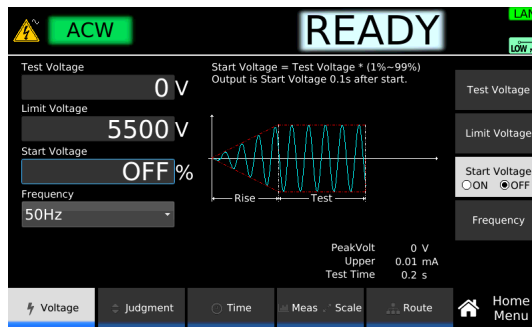 ACW
READY
LAN
LOW
Test Voltage
0 V
Limit Voltage
5500 V
Start Voltage
OFF %
Frequency
50Hz
Start Voltage = Test Voltage * (1%~99%)
Output is Start Voltage 0.1s after start.
Rise
Test
PeakVolt 0 V
Upper 0.01 mA
Test Time 0.2 s
Test Voltage
Limit Voltage
Start Voltage
ON OFF
Frequency
Voltage
Judgment
Time
Meas
Scale
Route
Home
Menu